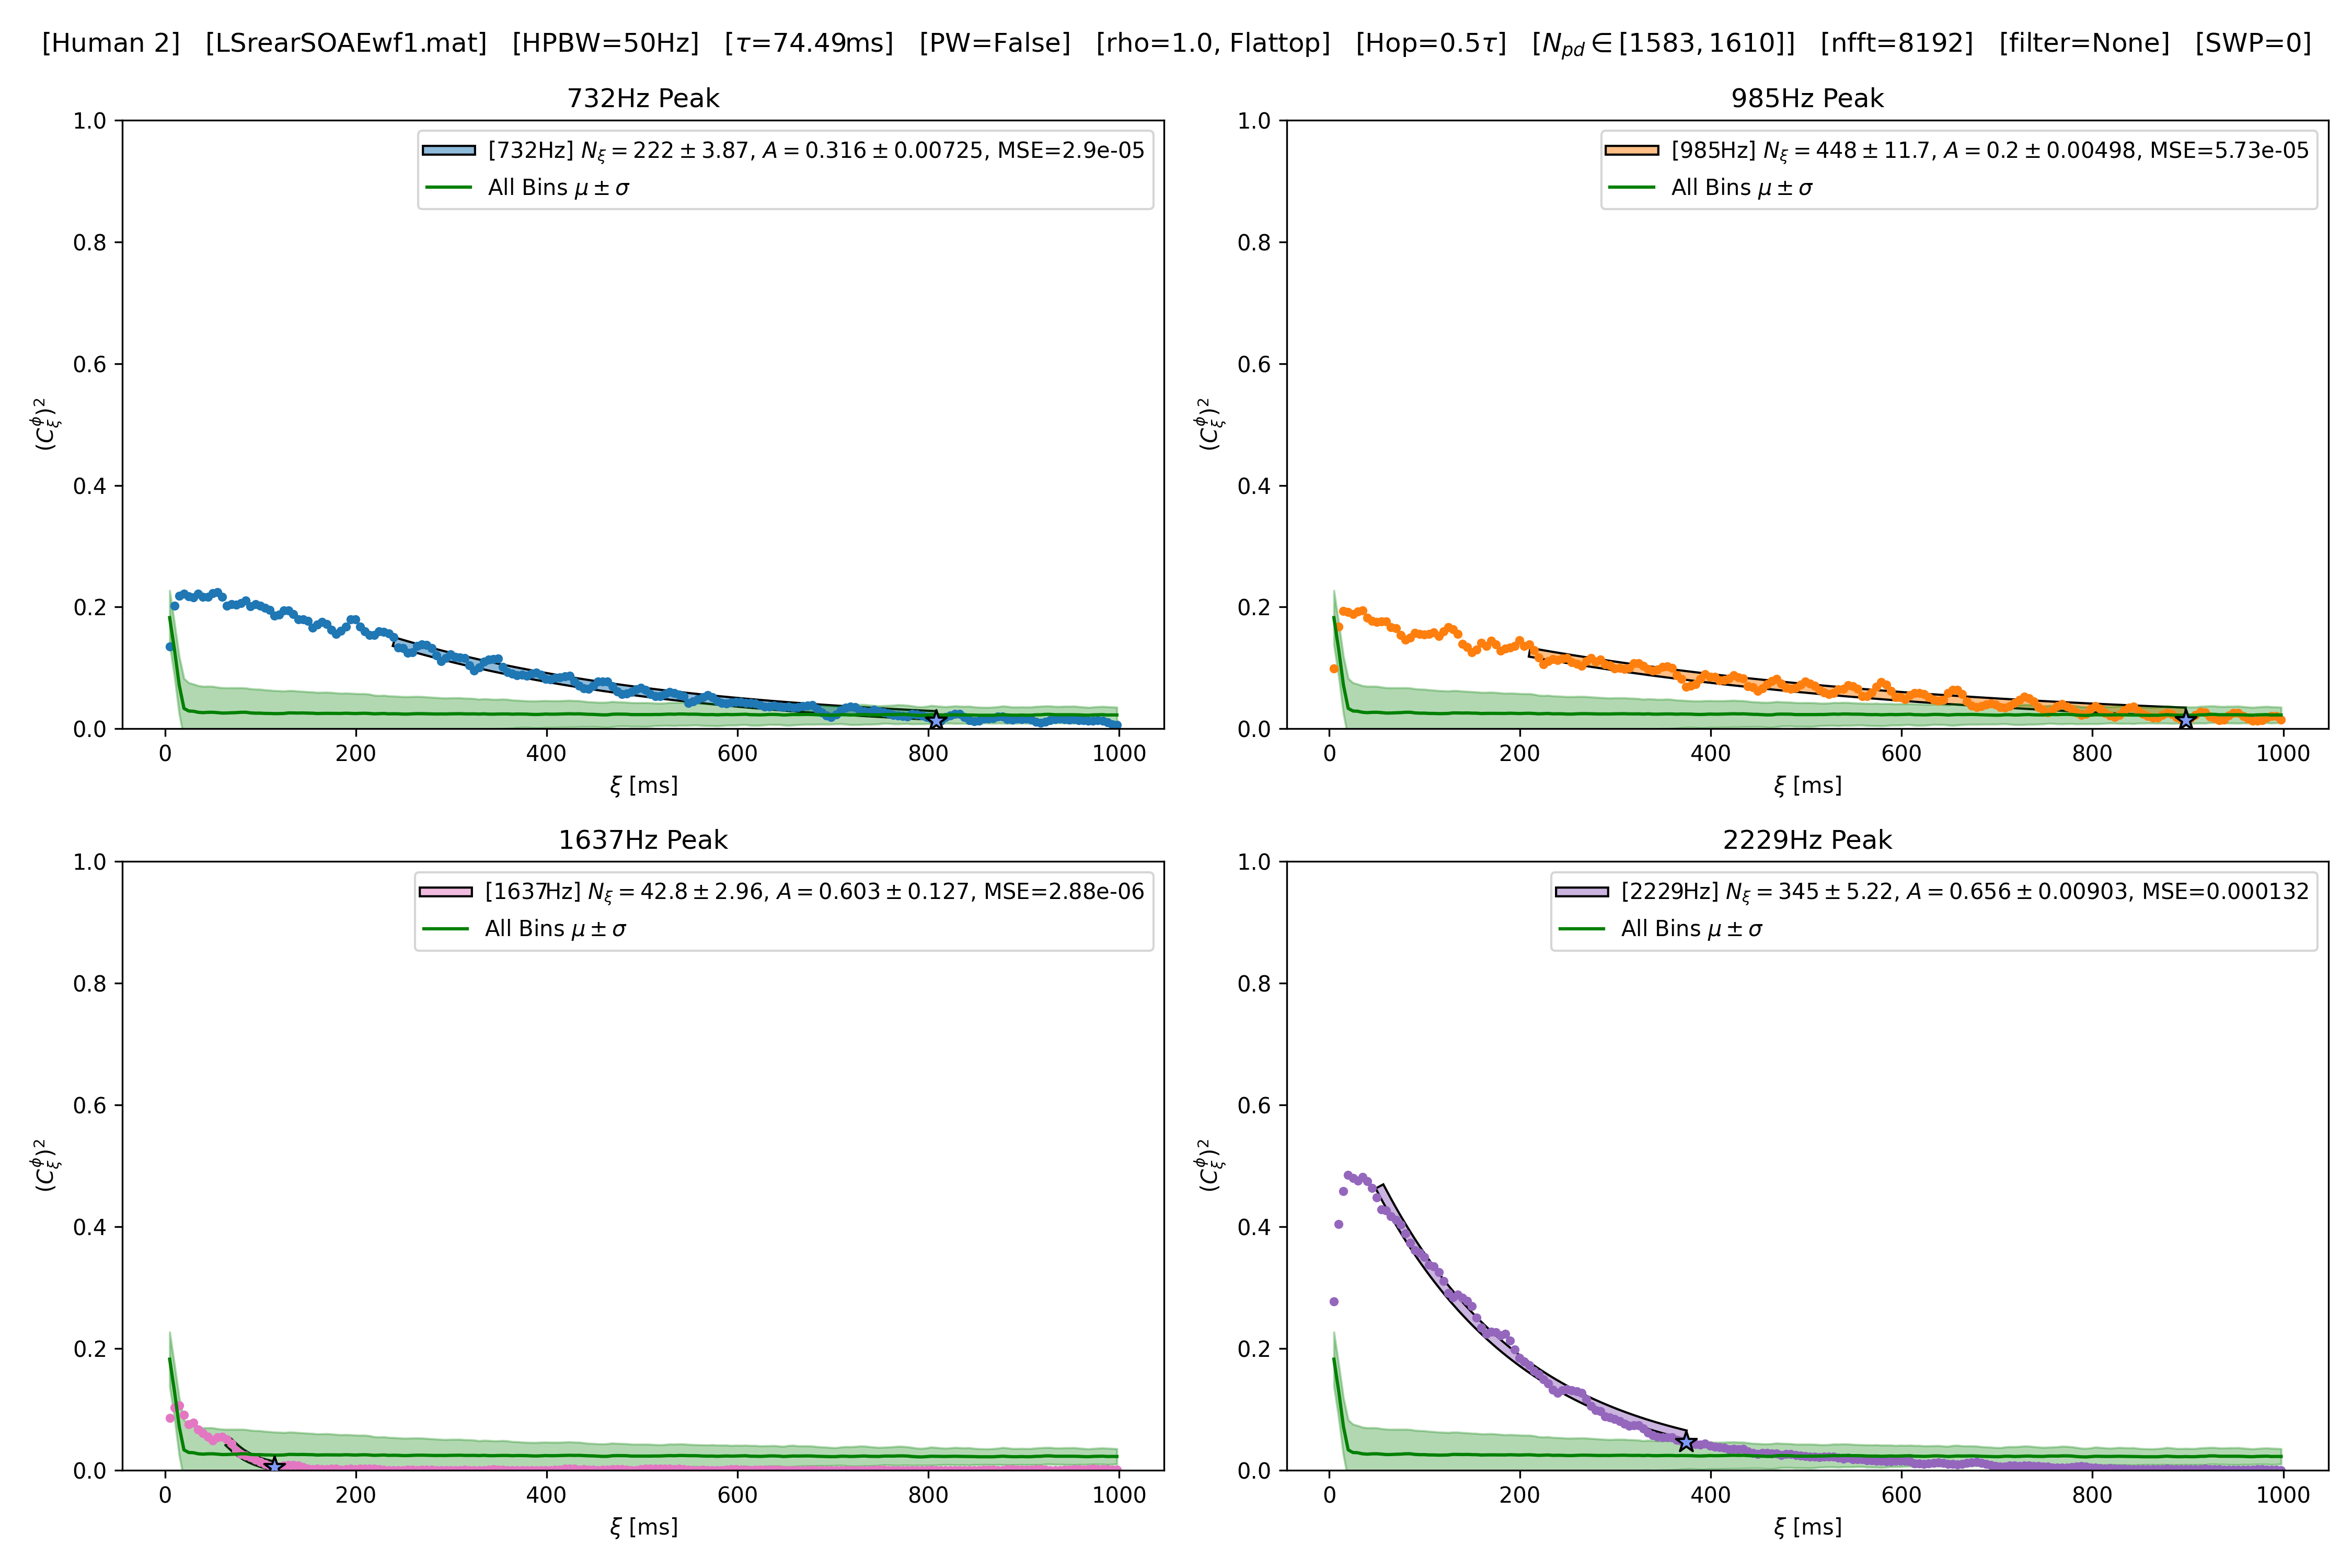 [Human 2] [LSrearSOAEwf1.mat] [HPBW=50Hz] [τ=74.49ms] [PW=False] [rho=1.0, Flattop] [Hop=0.5τ] [N_pd ∈ [1583, 1610]] [nfft=8192] [filter=None] [SWP=0]
732Hz Peak
[732Hz] N_ξ = 222 ± 3.87, A = 0.316 ± 0.00725, MSE=2.9e-05
All Bins μ ± σ
1.0
0.8
0.6
0.4
0.2
0.0
(C_ξ^ϕ)²
0 200 400 600 800 1000
ξ [ms]
985Hz Peak
[985Hz] N_ξ = 448 ± 11.7, A = 0.2 ± 0.00498, MSE=5.73e-05
All Bins μ ± σ
1.0
0.8
0.6
0.4
0.2
0.0
(C_ξ^ϕ)²
0 200 400 600 800 1000
ξ [ms]
1637Hz Peak
[1637Hz] N_ξ = 42.8 ± 2.96, A = 0.603 ± 0.127, MSE=2.88e-06
All Bins μ ± σ
1.0
0.8
0.6
0.4
0.2
0.0
(C_ξ^ϕ)²
0 200 400 600 800 1000
ξ [ms]
2229Hz Peak
[2229Hz] N_ξ = 345 ± 5.22, A = 0.656 ± 0.00903, MSE=0.000132
All Bins μ ± σ
1.0
0.8
0.6
0.4
0.2
0.0
(C_ξ^ϕ)²
0 200 400 600 800 1000
ξ [ms]